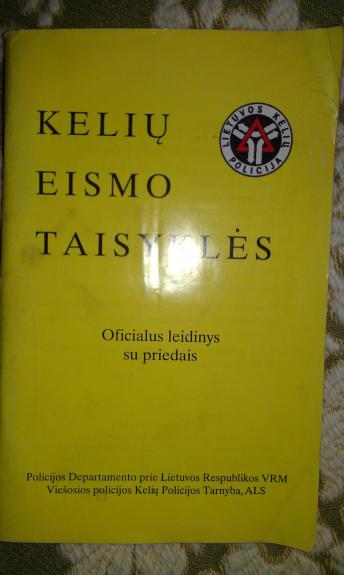 KELIŲ
EISMO
TAISYKLĖS
LIETUVOS KELIŲ
POLICIJA
Oficialus leidinys
su priedais
Policijos Departamento prie Lietuvos Respublikos VRM
Viešosios policijos Kelių Policijos Tarnyba, ALS